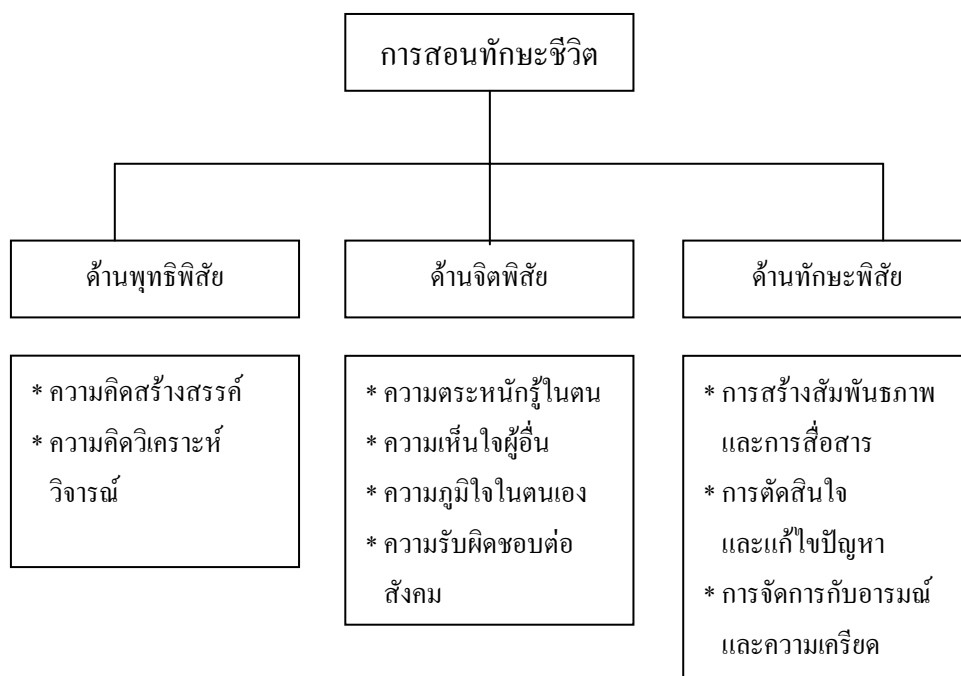 การสอนทักษะชีวิต
ด้านพุทธิพิสัย
ด้านจิตพิสัย
ด้านทักษะพิสัย
* ความคิดสร้างสรรค์
* ความคิดวิเคราะห์
วิจารณ์
* ความตระหนักรู้ในตน
* ความเห็นใจผู้อื่น
* ความภูมิใจในตนเอง
* ความรับผิดชอบต่อ
สังคม
* การสร้างสัมพันธภาพ
และการสื่อสาร
* การตัดสินใจ
และแก้ไขปัญหา
* การจัดการกับอารมณ์
และความเครียด